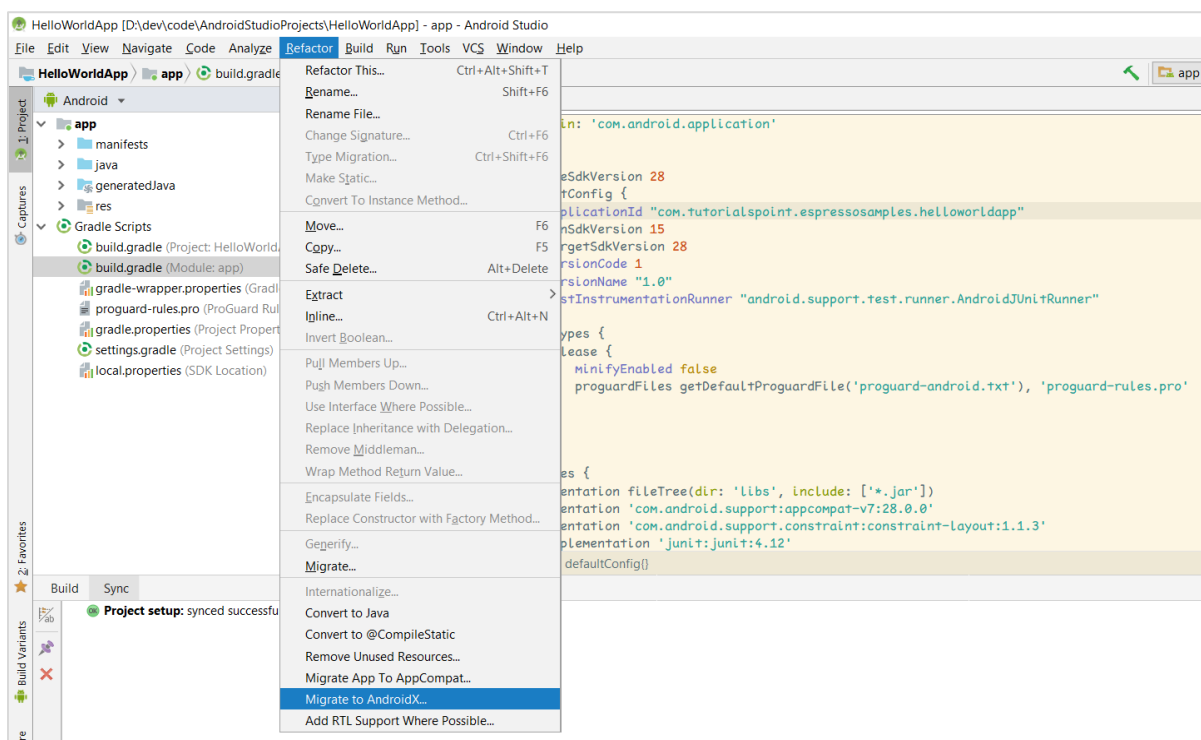 HelloWorldApp [D:\dev\code\AndroidStudioProjects\HelloWorldApp] - app - Android Studio
File Edit View Navigate Code Analyze Refactor Build Run Tools VCS Window Help
HelloWorldApp app build.gradle
app
1: Project
Captures
2: Favorites
Build Variants
Android
app
manifests
java
generatedJava
res
Gradle Scripts
build.gradle (Project: HelloWorld
build.gradle (Module: app)
gradle-wrapper.properties (Gradl
proguard-rules.pro (ProGuard Rul
gradle.properties (Project Propert
settings.gradle (Project Settings)
local.properties (SDK Location)
Refactor This... Ctrl+Alt+Shift+T
Rename... Shift+F6
Rename File...
Change Signature... Ctrl+F6
Type Migration... Ctrl+Shift+F6
Make Static...
Convert To Instance Method...
Move... F6
Copy... F5
Safe Delete... Alt+Delete
Extract
Inline... Ctrl+Alt+N
Invert Boolean...
Pull Members Up...
Push Members Down...
Use Interface Where Possible...
Replace Inheritance with Delegation...
Remove Middleman...
Wrap Method Return Value...
Encapsulate Fields...
Replace Constructor with Factory Method...
Generify...
Migrate...
Internationalize...
Convert to Java
Convert to @CompileStatic
Remove Unused Resources...
Migrate App To AppCompat...
Migrate to AndroidX...
Add RTL Support Where Possible...
in: 'com.android.application'
eSdkVersion 28
tConfig {
plicationId "com.tutorialspoint.espressosamples.helloworldapp"
nSdkVersion 15
rgetSdkVersion 28
rsionCode 1
rsionName "1.0"
stInstrumentationRunner "android.support.test.runner.AndroidJUnitRunner"
ypes {
lease {
minifyEnabled false
proguardFiles getDefaultProguardFile('proguard-android.txt'), 'proguard-rules.pro'
es {
entation fileTree(dir: 'libs', include: ['*.jar'])
entation 'com.android.support:appcompat-v7:28.0.0'
entation 'com.android.support.constraint:constraint-layout:1.1.3'
plementation 'junit:junit:4.12'
defaultConfig{}
Build Sync
Project setup: synced successfu
OK
re